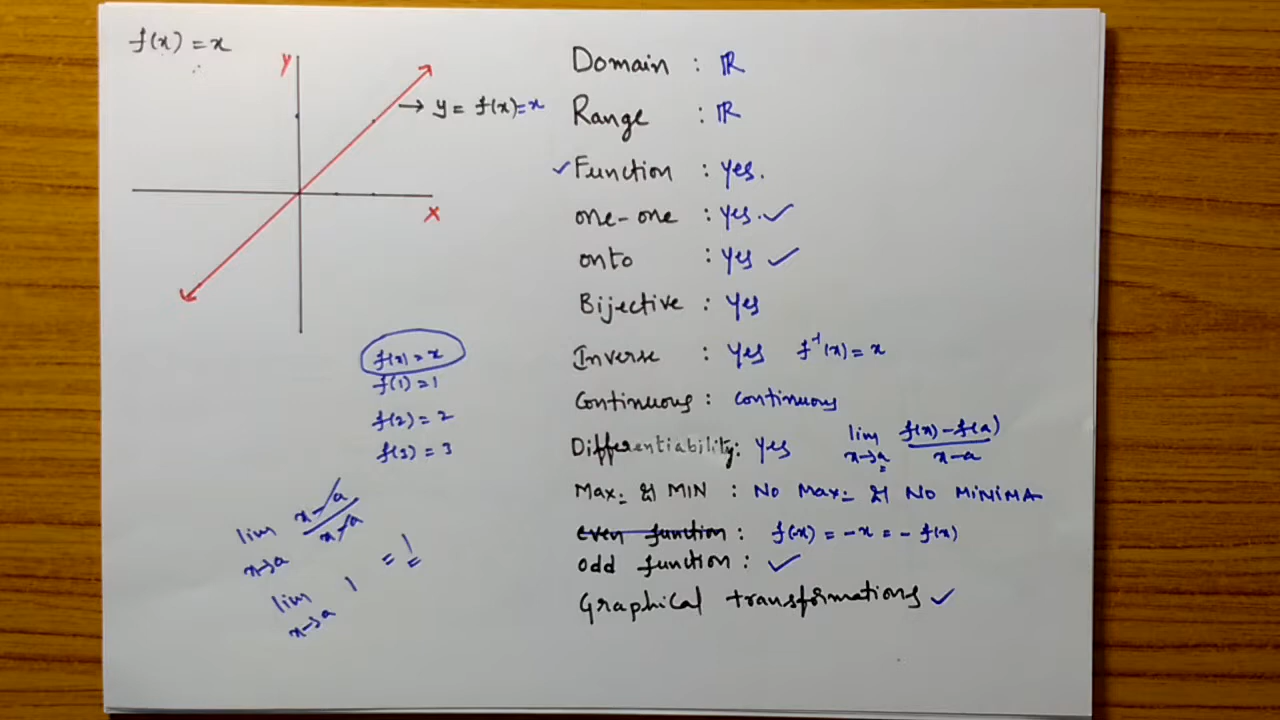 f(x) = x
y
→ y = f(x)=x
x
Domain : ℝ
Range : ℝ
✓Function : Yes.
one-one : Yes. ✓
onto : Yes ✓
Bijective : Yes
Inverse : Yes f⁻¹(x) = x
Continuous : continuous
Differentiability : Yes lim x→a f(x)-f(a) / x-a
Max. & MIN : No Max. & No MINIMA
even function : f(-x) = -x = - f(x)
odd function : ✓
Graphical transformations ✓
f(x) = x
f(1) = 1
f(2) = 2
f(3) = 3
lim x→a x-a / x-a
lim x→a 1 = 1